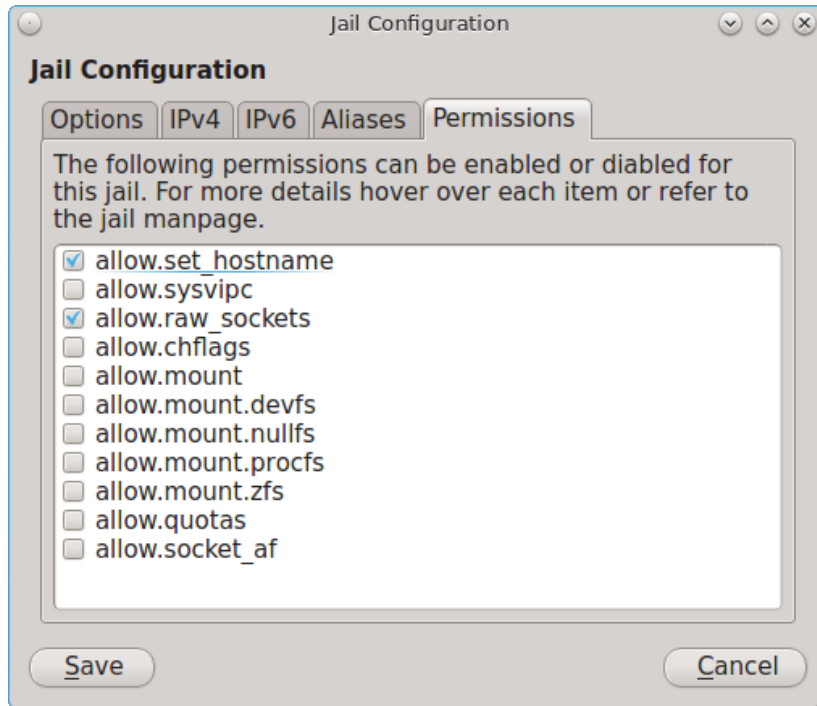 Jail Configuration
Jail Configuration
Options IPv4 IPv6 Aliases Permissions
The following permissions can be enabled or diabled for
this jail. For more details hover over each item or refer to
the jail manpage.
allow.set_hostname
allow.sysvipc
allow.raw_sockets
allow.chflags
allow.mount
allow.mount.devfs
allow.mount.nullfs
allow.mount.procfs
allow.mount.zfs
allow.quotas
allow.socket_af
Save Cancel